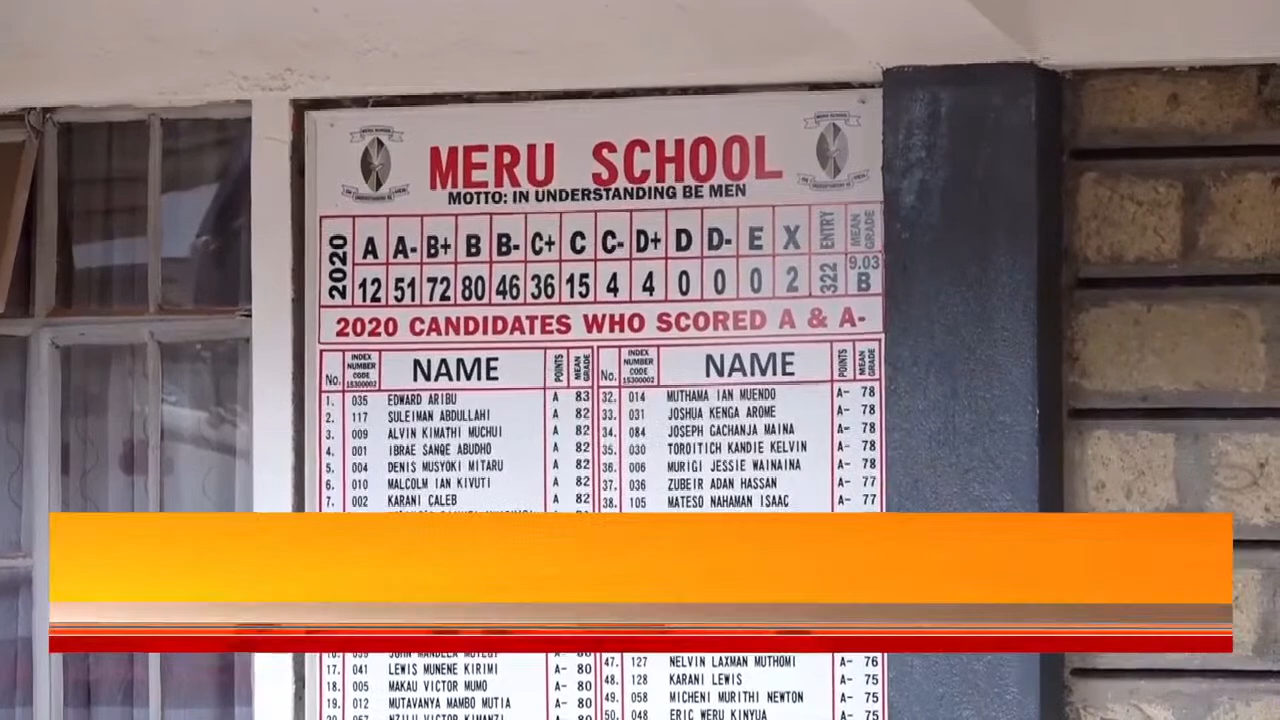 MERU SCHOOL
MOTTO: IN UNDERSTANDING BE MEN
2020 A A- B+ B B- C+ C C- D+ D D- E X ENTRY MEAN GRADE
12 51 72 80 46 36 15 4 4 0 0 0 2 322 9.03 B
2020 CANDIDATES WHO SCORED A & A-
No. INDEX NUMBER CODE 15300002 NAME POINTS MEAN GRADE
1. 035 EDWARD ARIBU A 83
2. 117 SULEIMAN ABDULLAHI A 82
3. 009 ALVIN KIMATHI MUCHUI A 82
4. 001 IBRAE SANQE ABUDHO A 82
5. 004 DENIS MUSYOKI MITARU A 82
6. 010 MALCOLM IAN KIVUTI A 82
7. 002 KARANI CALEB A 82
17. 041 LEWIS MUNENE KIRIMI A- 80
18. 005 MAKAU VICTOR MUMO A- 80
19. 012 MUTAVANYA MAMBO MUTIA A- 80
No. INDEX NUMBER CODE 15300002 NAME POINTS MEAN GRADE
32. 014 MUTHAMA IAN MUENDO A- 78
33. 031 JOSHUA KENGA AROME A- 78
34. 084 JOSEPH GACHANJA MAINA A- 78
35. 030 TOROITICH KANDIE KELVIN A- 78
36. 006 MURIGI JESSIE WAINAINA A- 78
37. 036 ZUBEIR ADAN HASSAN A- 77
38. 105 MATESO NAHAMAN ISAAC A- 77
47. 127 NELVIN LAXMAN MUTHOMI A- 76
48. 128 KARANI LEWIS A- 75
49. 058 MICHENI MURITHI NEWTON A- 75
50. 048 ERIC WERU KINYUA A- 75